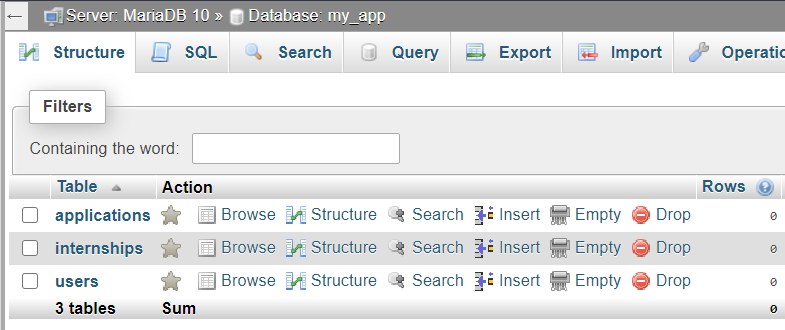 Server: MariaDB 10 » Database: my_app
Structure SQL Search Query Export Import Operatio
Filters
Containing the word:
Table Action Rows
applications Browse Structure Search Insert Empty Drop 0
internships Browse Structure Search Insert Empty Drop 0
users Browse Structure Search Insert Empty Drop 0
3 tables Sum 0